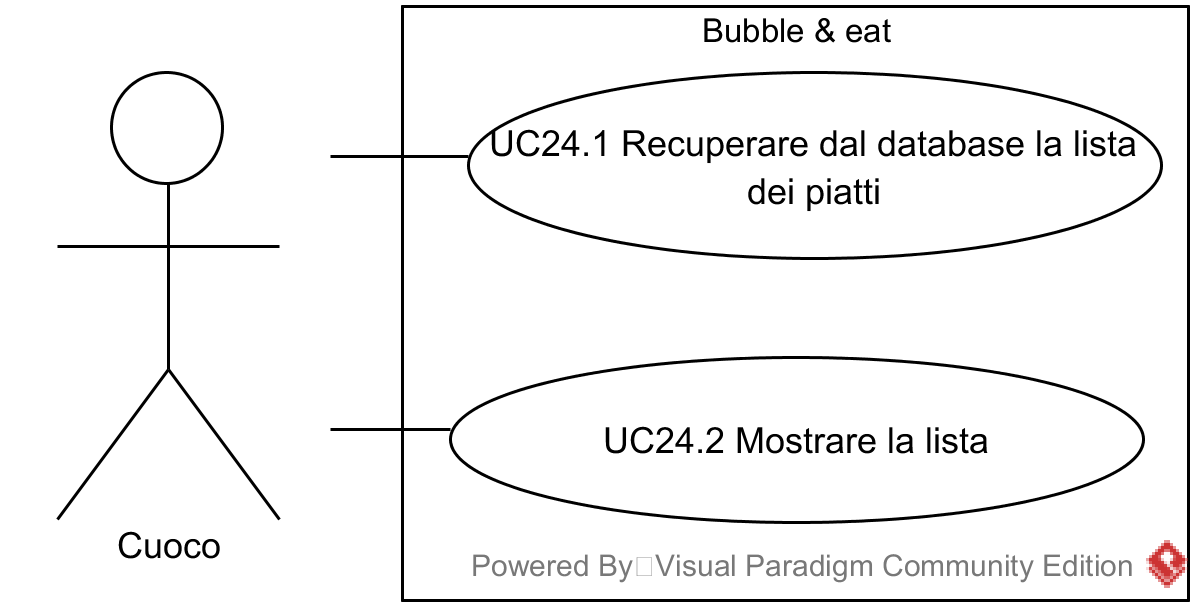 Bubble & eat
UC24.1 Recuperare dal database la lista
dei piatti
UC24.2 Mostrare la lista
Cuoco
Powered By Visual Paradigm Community Edition